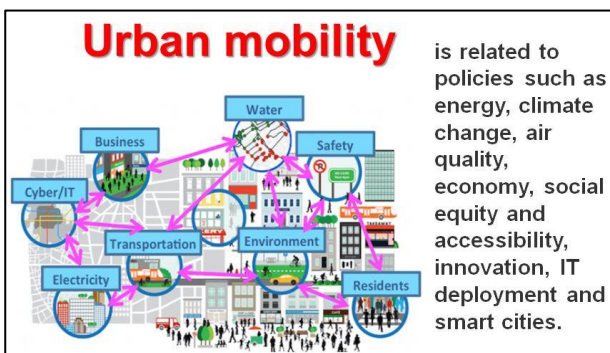 Urban mobility
is related to
policies such as
energy, climate
change, air
quality,
economy, social
equity and
accessibility,
innovation, IT
deployment and
smart cities.
Water
Business
Safety
Cyber/IT
Transportation
Environment
Electricity
Residents
TAKEAWAY